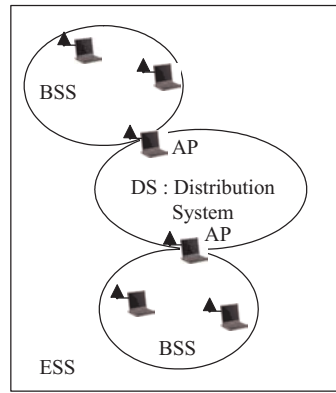 BSS
AP
DS : Distribution
System
AP
BSS
ESS